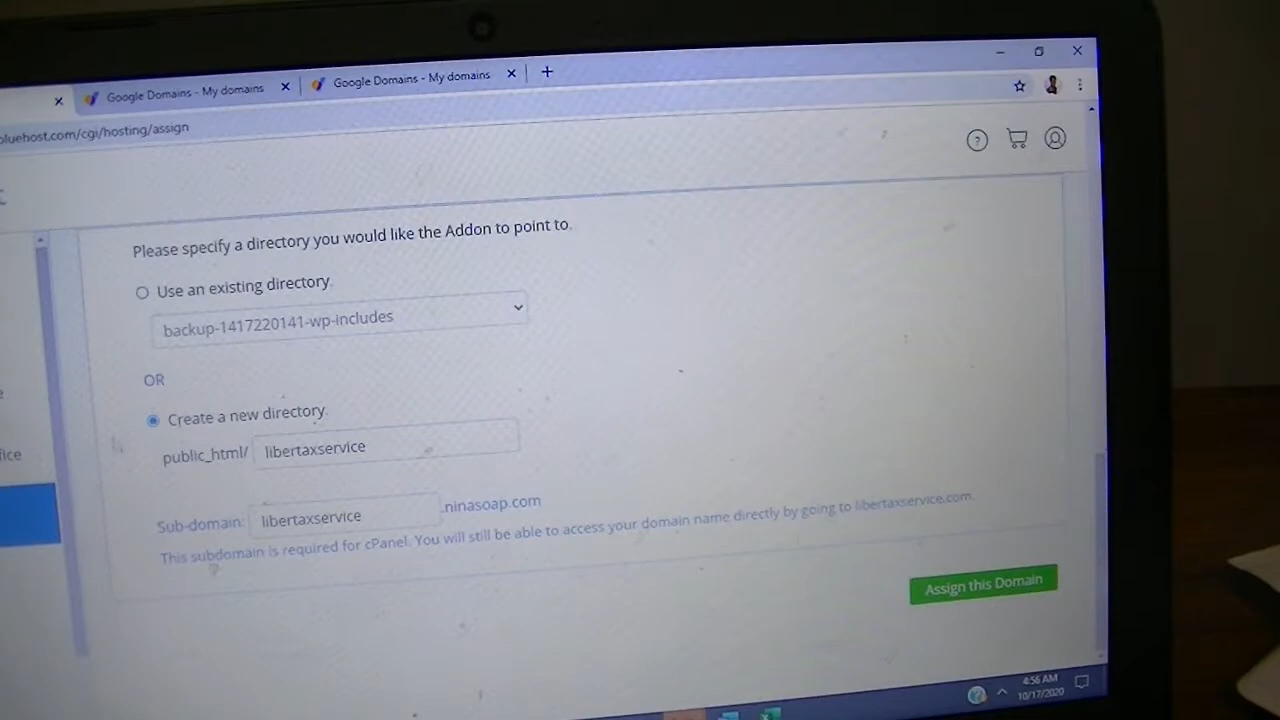 Google Domains - My domains
Google Domains - My domains
bluehost.com/cgi/hosting/assign
Please specify a directory you would like the Addon to point to.
Use an existing directory.
backup-1417220141-wp-includes
OR
Create a new directory.
public_html/ libertaxservice
Sub-domain: libertaxservice .ninasoap.com
This subdomain is required for cPanel. You will still be able to access your domain name directly by going to libertaxservice.com.
Assign this Domain
4:56 AM
10/17/2020